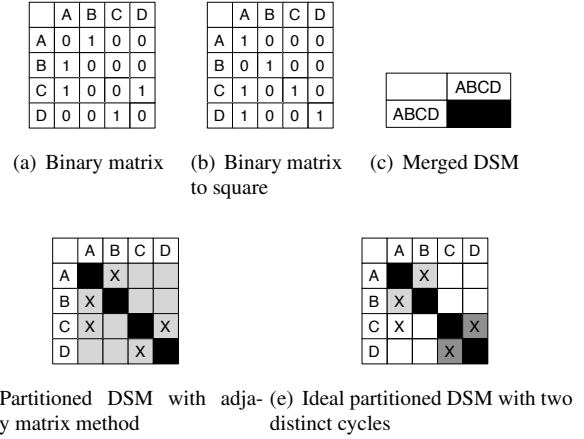 A B C D
A 0 1 0 0
B 1 0 0 0
C 1 0 0 1
D 0 0 1 0
A B C D
A 1 0 0 0
B 0 1 0 0
C 1 0 1 0
D 1 0 0 1
ABCD
ABCD
(a) Binary matrix
(b) Binary matrix
to square
(c) Merged DSM
A B C D
A X
B X
C X X
D X
A B C D
A X
B X
C X X
D X
Partitioned DSM with adja-
y matrix method
(e) Ideal partitioned DSM with two
distinct cycles